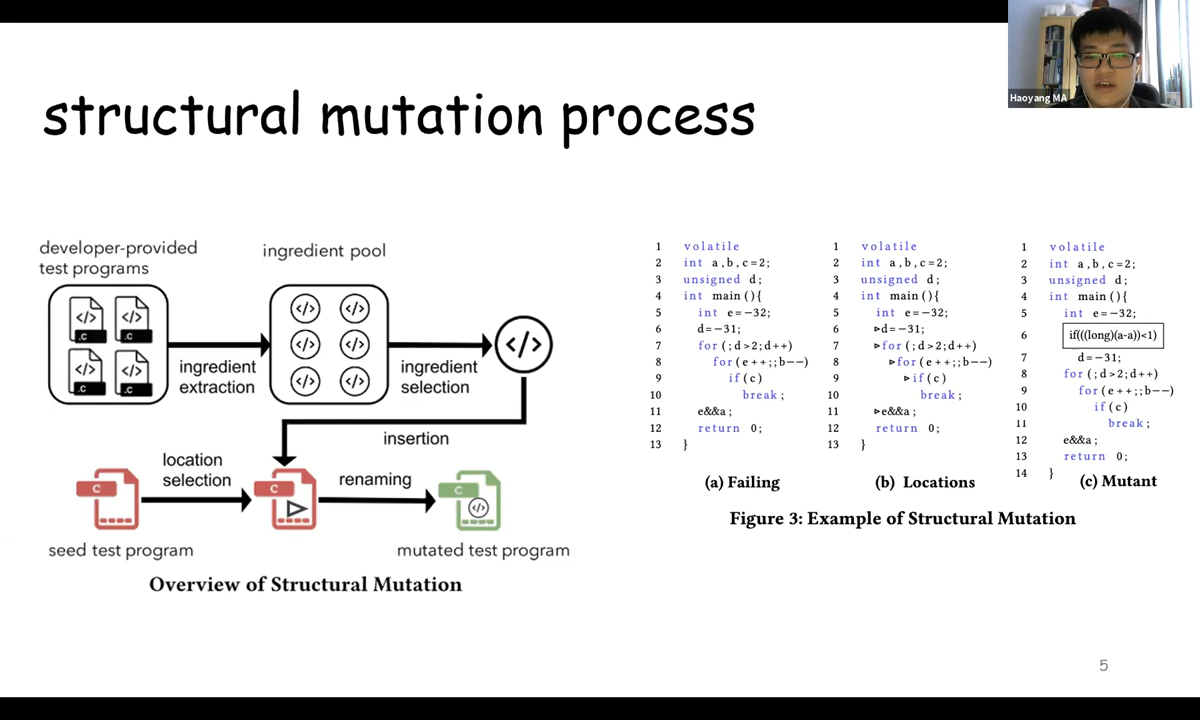 Haoyang MA
structural mutation process
developer-provided
test programs
ingredient pool
</>
</>
</>
</>
.c
.c
.c
.c
</>
</>
</>
</>
</>
</>
</>
ingredient
extraction
ingredient
selection
insertion
location
selection
renaming
C
C
C
</>
seed test program
mutated test program
Overview of Structural Mutation
1 volatile
2 int a,b,c=2;
3 unsigned d;
4 int main(){
5 int e=−32;
6 d=−31;
7 for(;d>2;d++)
8 for(e++;;b−−)
9 if(c)
10 break;
11 e&&a;
12 return 0;
13 }
(a) Failing
1 volatile
2 int a,b,c=2;
3 unsigned d;
4 int main(){
5 int e=−32;
6 ▹d=−31;
7 ▹for(;d>2;d++)
8 ▹for(e++;;b−−)
9 ▹if(c)
10 break;
11 ▹e&&a;
12 return 0;
13 }
(b) Locations
1 volatile
2 int a,b,c=2;
3 unsigned d;
4 int main(){
5 int e=−32;
6 if(((long)(a-a))<1)
7 d=−31;
8 for(;d>2;d++)
9 for(e++;;b−−)
10 if(c)
11 break;
12 e&&a;
13 return 0;
14 }
(c) Mutant
Figure 3: Example of Structural Mutation
5